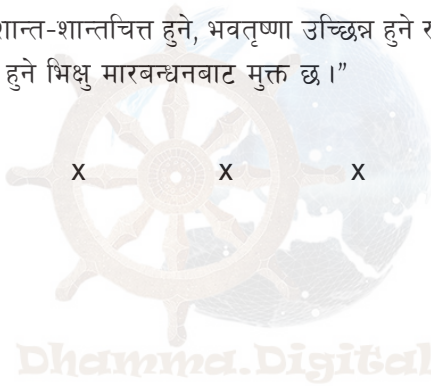 शान्त-शान्तचित्त हुने, भवतृष्णा उच्छिन्न हुने
हुने भिक्षु मारबन्धनबाट मुक्त छ ।”
x x x
Dhamma.Digital